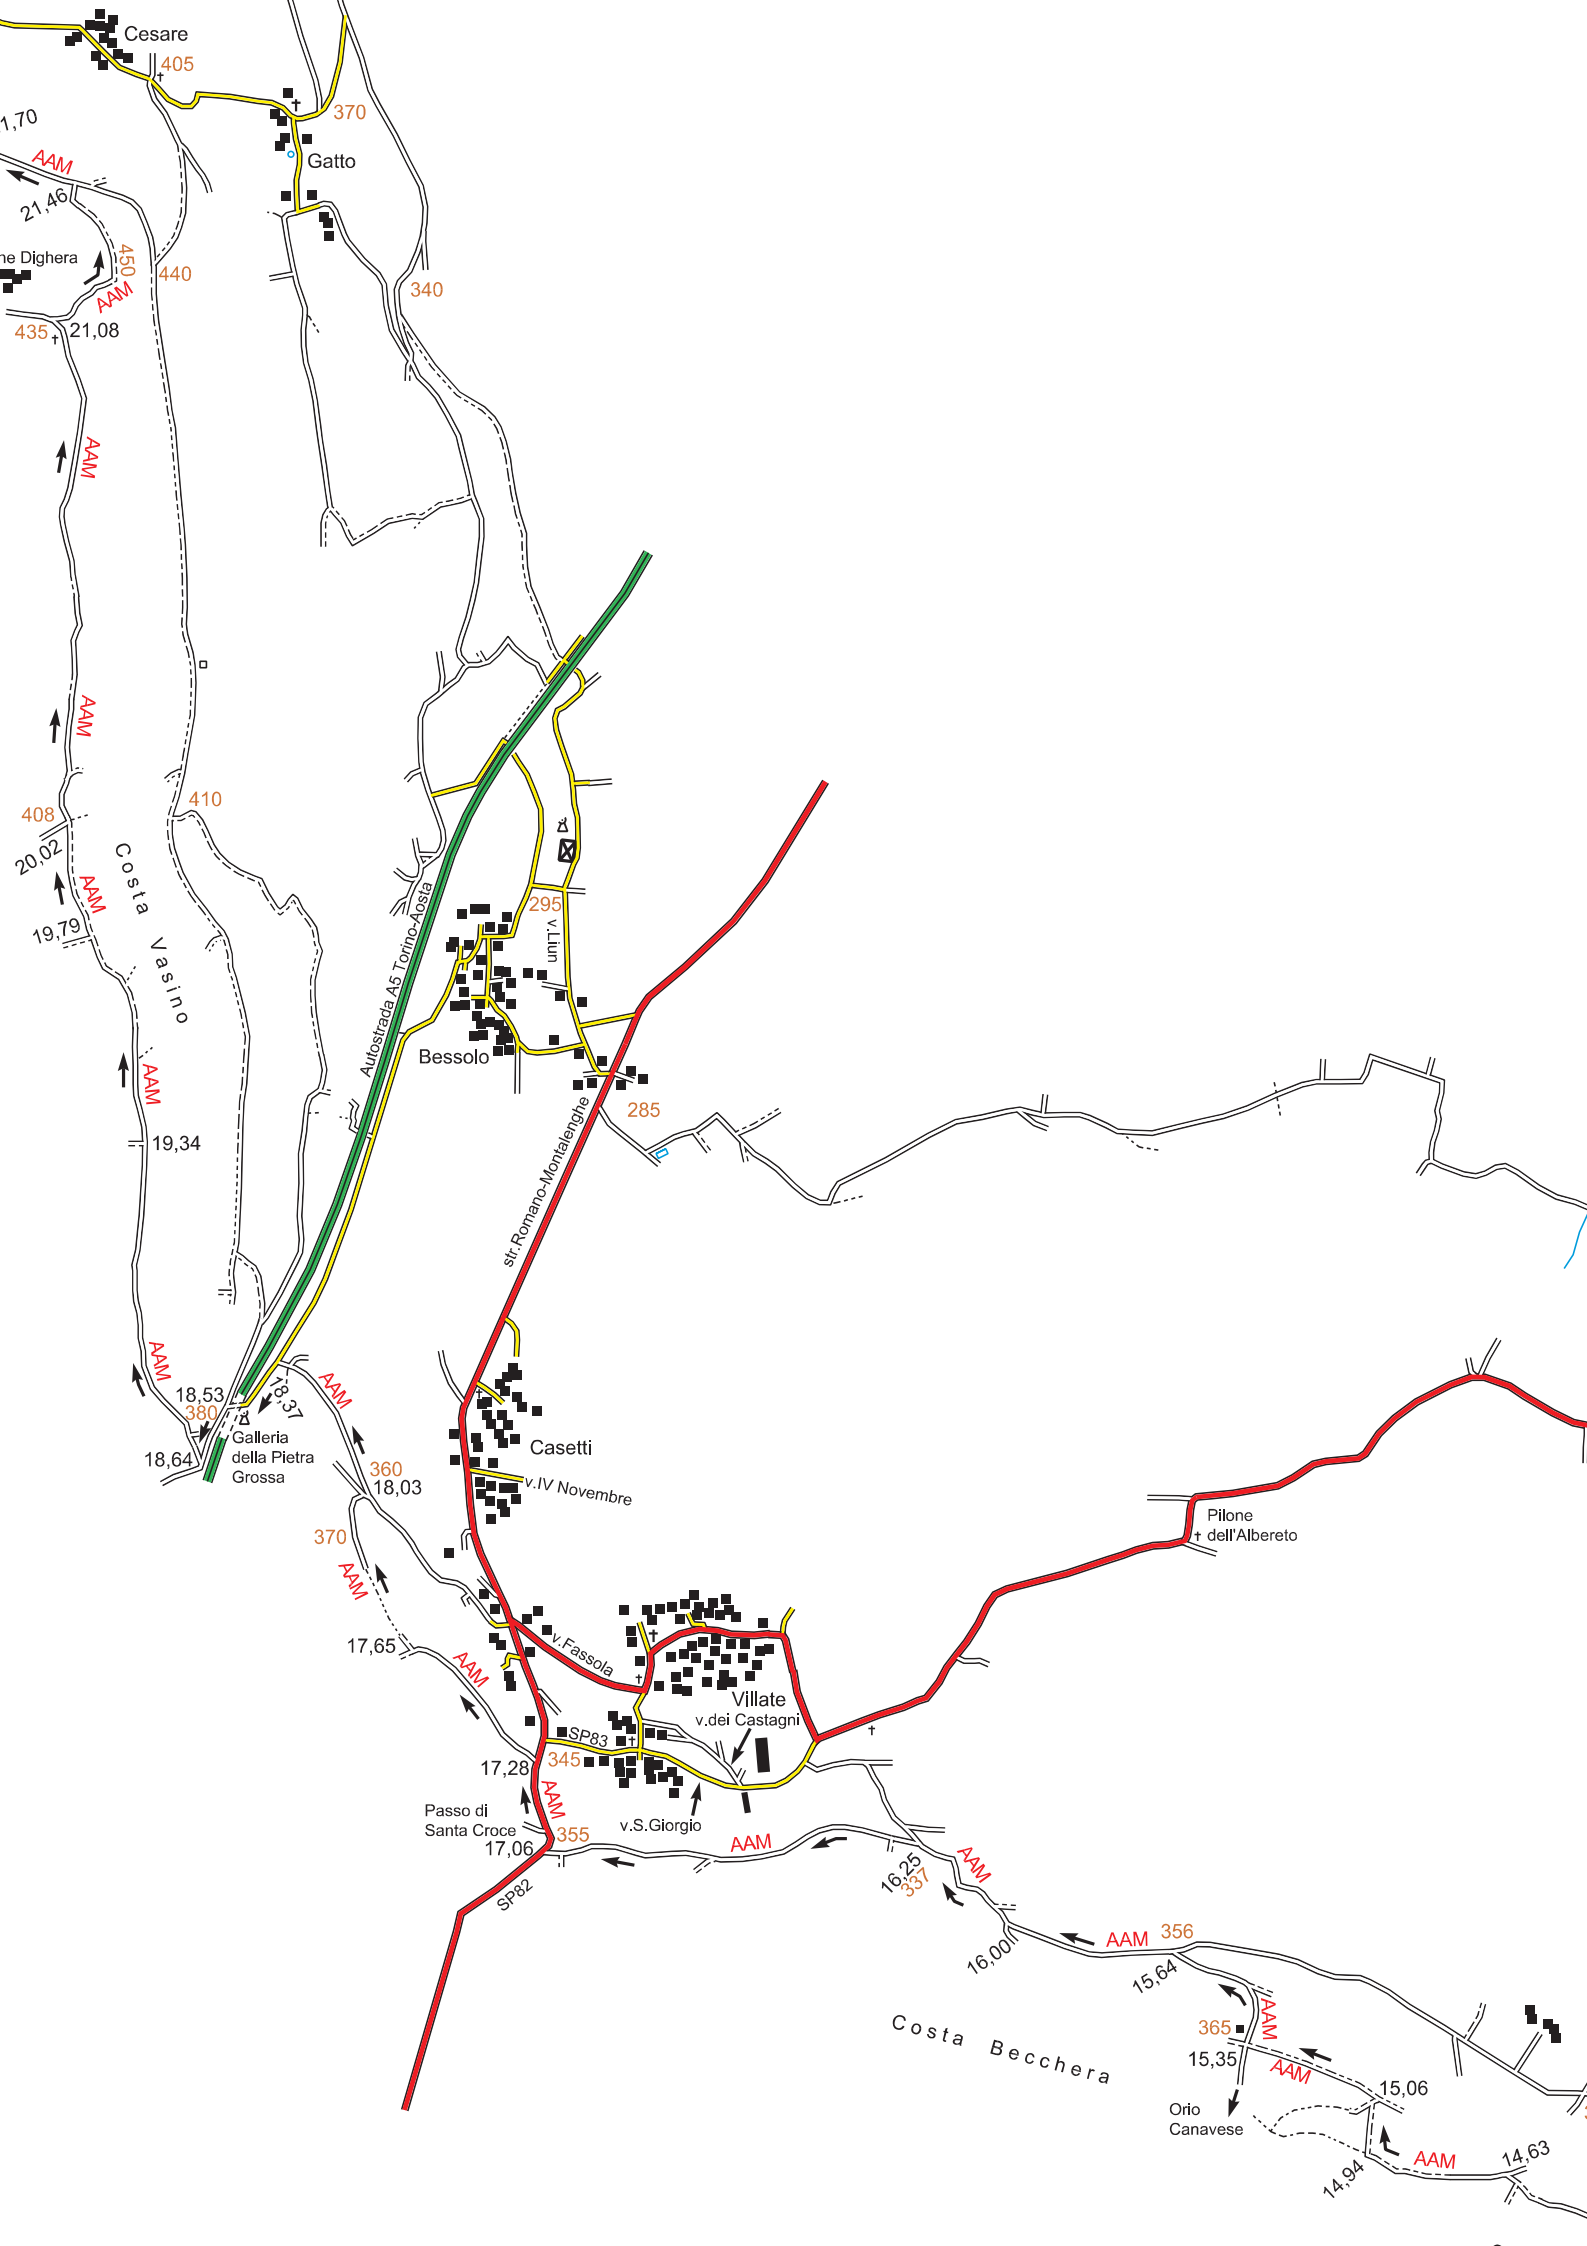 Cesare
405
370
1,70
AAM
Gatto
21,46
ne Dighera
450
440
AAM
340
435
21,08
AAM
AAM
408
410
20,02
Costa Vasino
AAM
19,79
295
v.Liun
Autostrada A5 Torino-Aosta
Bessolo
AAM
285
19,34
str.Romano-Montalenghe
AAM
18,53
380
18,37
AAM
Galleria
della Pietra
Grossa
18,64
Casetti
360
18,03
v.IV Novembre
370
AAM
Pilone
dell'Albereto
17,65
AAM
v.Fassola
Villate
v.dei Castagni
SP83
345
17,28
AAM
Passo di
Santa Croce
v.S.Giorgio
355
17,06
AAM
SP82
16,25
337
AAM
16,00
AAM
356
15,64
Costa Becchera
365
AAM
15,35
AAM
15,06
Orio
Canavese
14,94
AAM
14,63